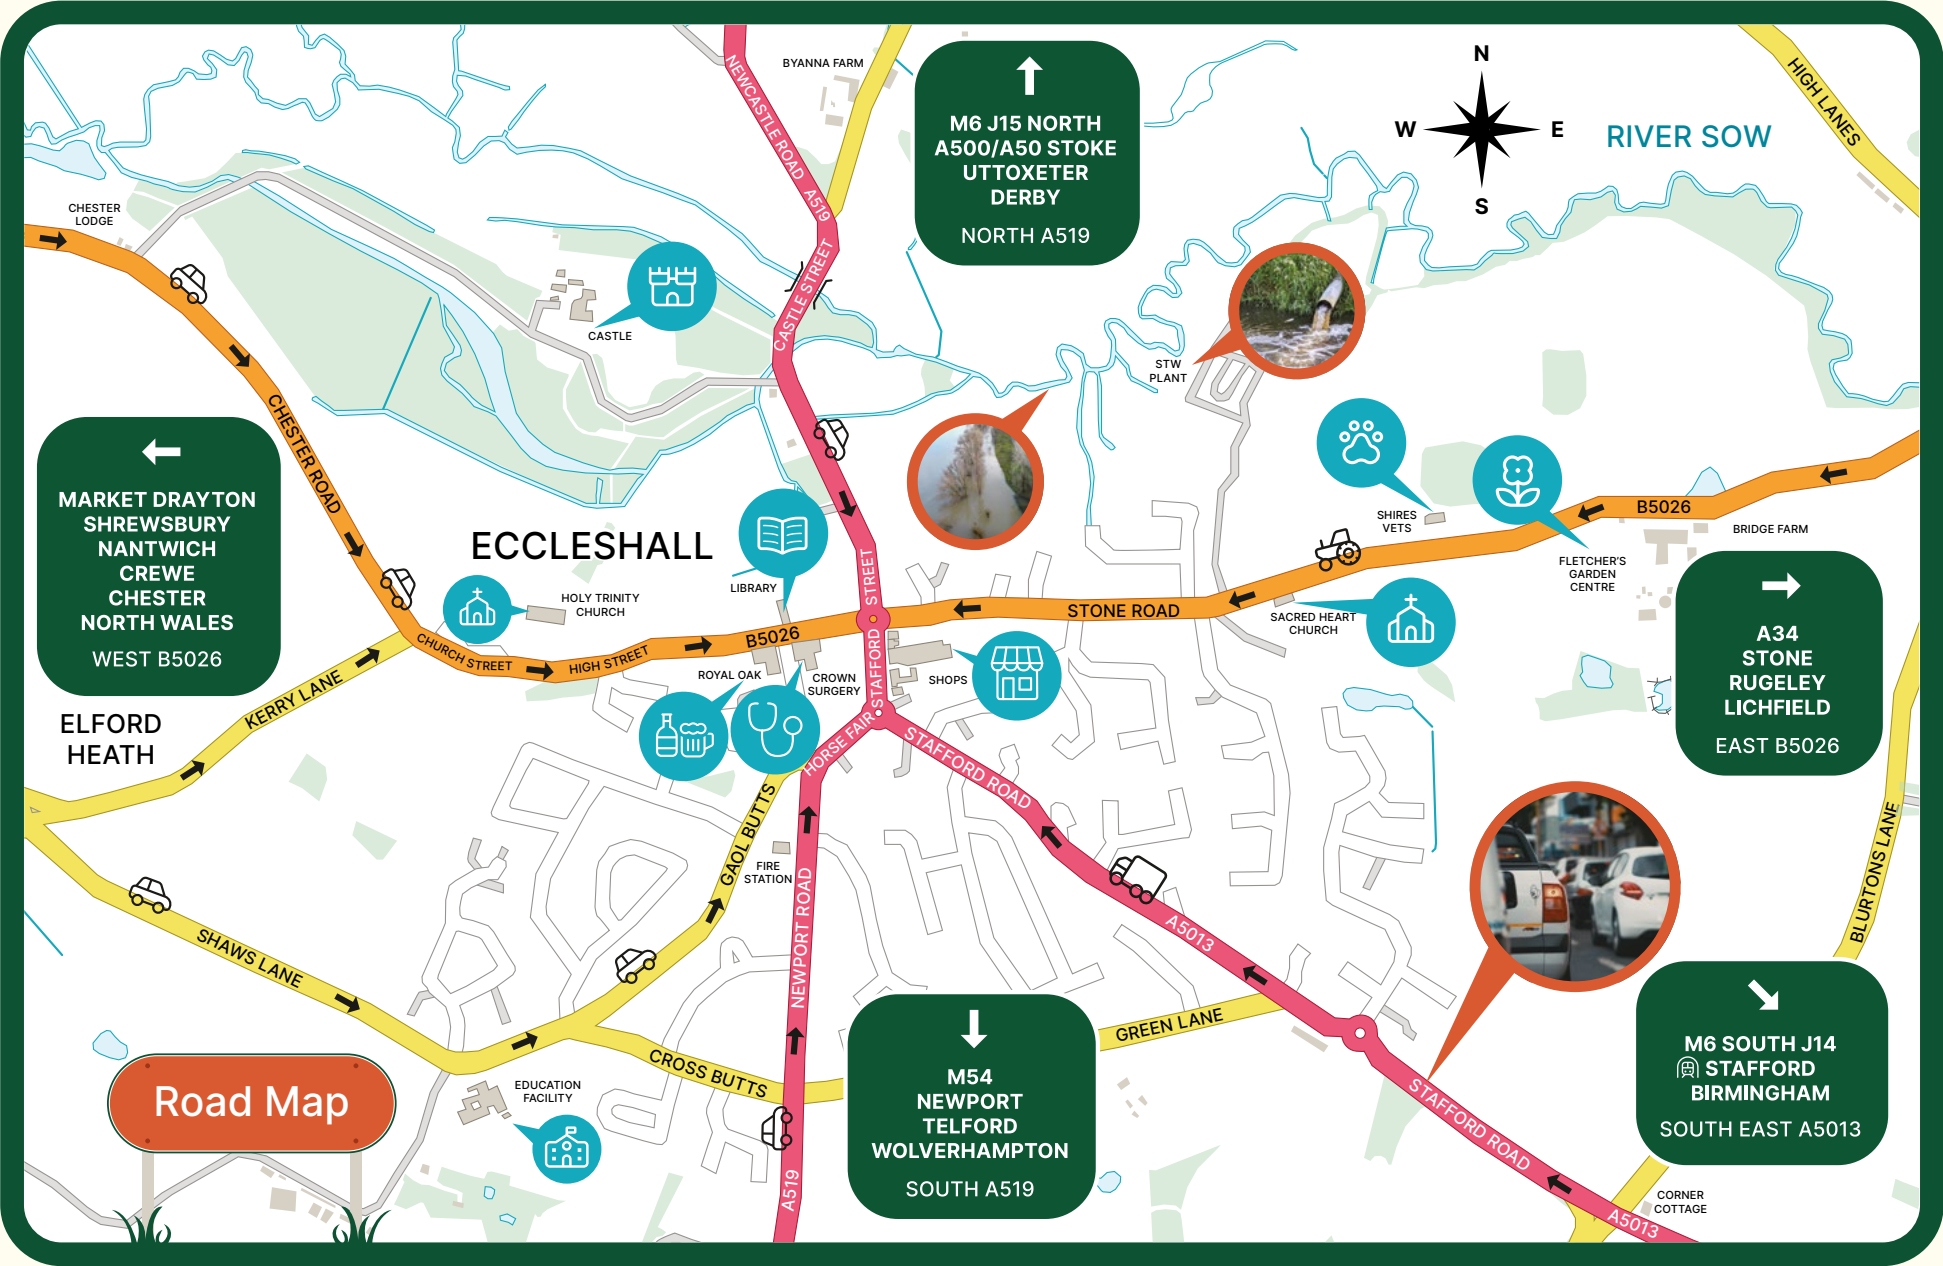 BYANNA FARM
NEWCASTLE ROAD A519
M6 J15 NORTH
A500/A50 STOKE
UTTOXETER
DERBY
NORTH A519
N
W
E
S
RIVER SOW
HIGH LANES
CHESTER
LODGE
CASTLE
CASTLE STREET
STW
PLANT
CHESTER ROAD
MARKET DRAYTON
SHREWSBURY
NANTWICH
CREWE
CHESTER
NORTH WALES
WEST B5026
ECCLESHALL
LIBRARY
HOLY TRINITY
CHURCH
STREET
SHIRES
VETS
B5026
BRIDGE FARM
FLETCHER'S
GARDEN
CENTRE
STONE ROAD
SACRED HEART
CHURCH
CHURCH STREET
HIGH STREET
B5026
ROYAL OAK
CROWN
SURGERY
STAFFORD
SHOPS
A34
STONE
RUGELEY
LICHFIELD
EAST B5026
ELFORD
HEATH
KERRY LANE
HORSE FAIR
STAFFORD ROAD
GAOL BUTTS
FIRE
STATION
NEWPORT ROAD
A5013
BLURTONS LANE
SHAWS LANE
CROSS BUTTS
GREEN LANE
M54
NEWPORT
TELFORD
WOLVERHAMPTON
SOUTH A519
M6 SOUTH J14
STAFFORD
BIRMINGHAM
SOUTH EAST A5013
Road Map
EDUCATION
FACILITY
A519
STAFFORD ROAD
CORNER
COTTAGE
A5013